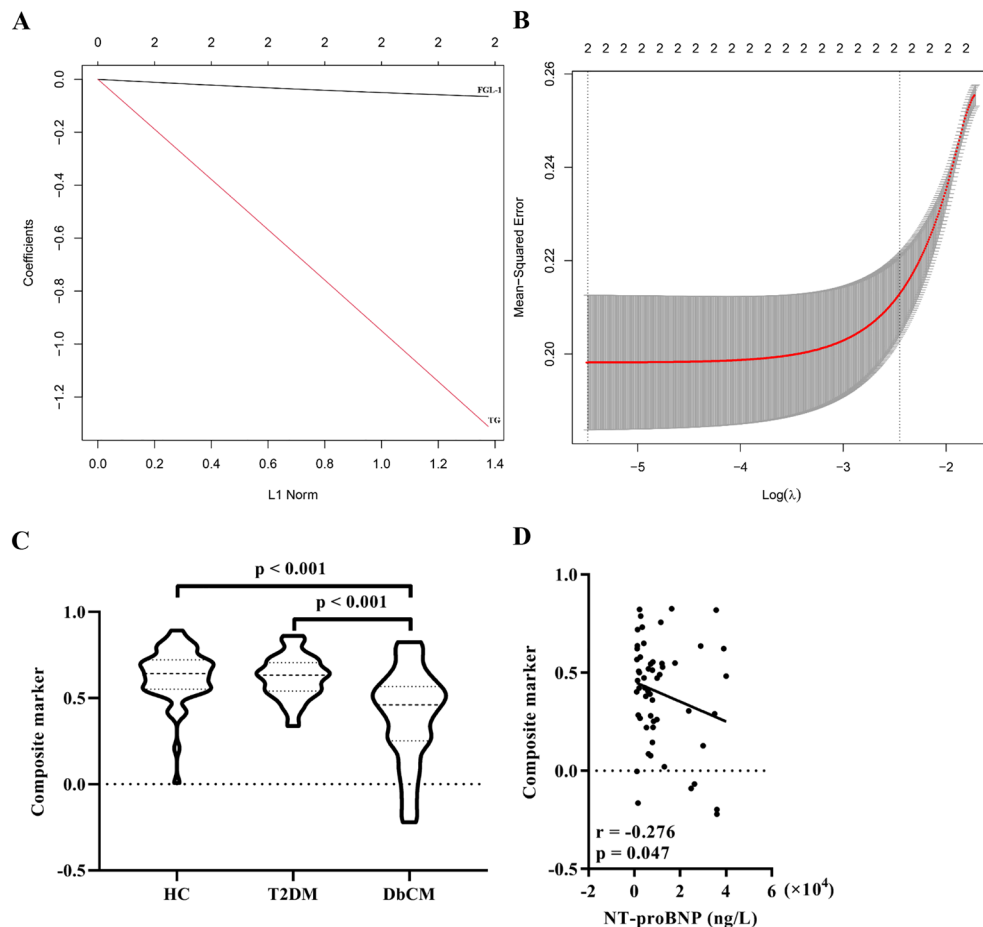 A
0 2 2 2 2 2 2 2
0.0
−0.2
−0.4
−0.6
−0.8
−1.0
−1.2
Coefficients
FGL-1
TG
0.0 0.2 0.4 0.6 0.8 1.0 1.2 1.4
L1 Norm
B
2 2 2 2 2 2 2 2 2 2 2 2 2 2 2 2 2 2 2 2 2
0.26
0.24
0.22
0.20
Mean−Squared Error
−5 −4 −3 −2
Log(λ)
C
p < 0.001
p < 0.001
1.0
0.5
0.0
-0.5
Composite marker
HC T2DM DbCM
D
1.0
0.5
0.0
-0.5
Composite marker
r = -0.276
p = 0.047
-2 0 2 4 6 (×10⁴)
NT-proBNP (ng/L)